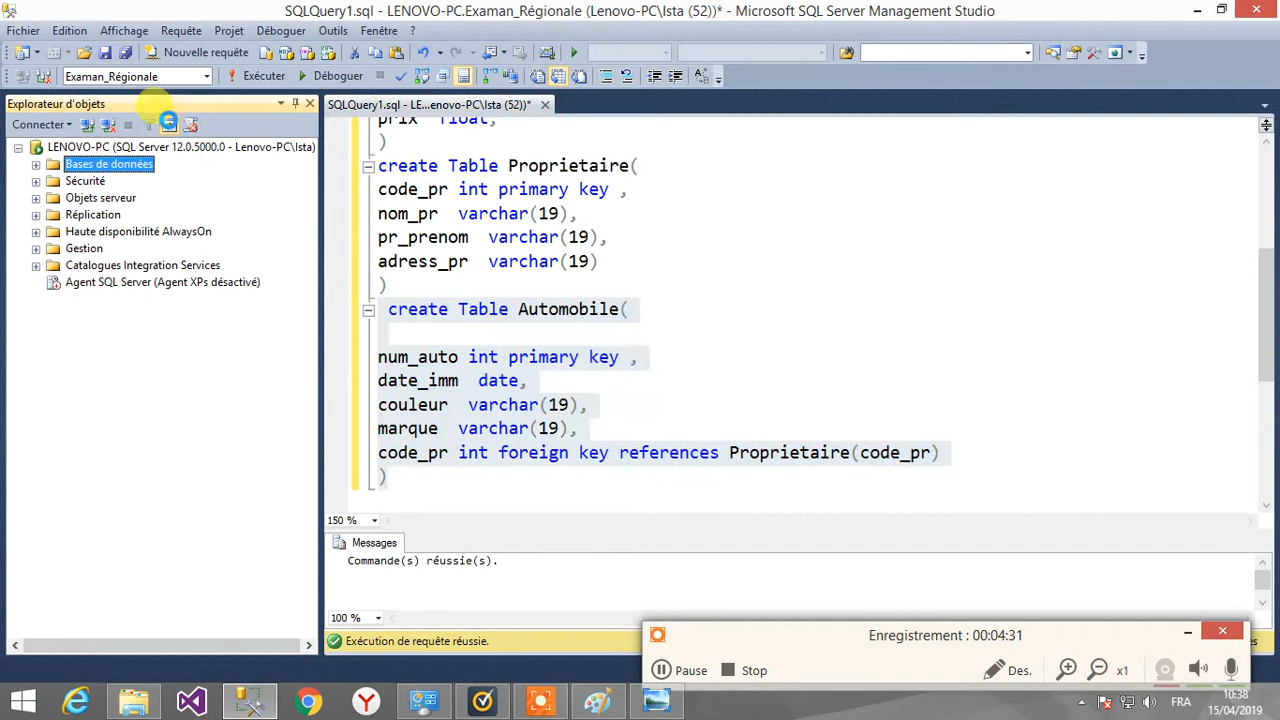 SQLQuery1.sql - LENOVO-PC.Examan_Régionale (Lenovo-PC\Ista (52))* - Microsoft SQL Server Management Studio
Fichier Edition Affichage Requête Projet Déboguer Outils Fenêtre ?
Nouvelle requête
Examan_Régionale Exécuter Déboguer
Explorateur d'objets
SQLQuery1.sql - LE...enovo-PC\Ista (52))*
Connecter
LENOVO-PC (SQL Server 12.0.5000.0 - Lenovo-PC\Ista)
Bases de données
Sécurité
Objets serveur
Réplication
Haute disponibilité AlwaysOn
Gestion
Catalogues Integration Services
Agent SQL Server (Agent XPs désactivé)
prix float,
)
create Table Proprietaire(
code_pr int primary key ,
nom_pr varchar(19),
pr_prenom varchar(19),
adress_pr varchar(19)
)
create Table Automobile(
num_auto int primary key ,
date_imm date,
couleur varchar(19),
marque varchar(19),
code_pr int foreign key references Proprietaire(code_pr)
)
150 %
Messages
Commande(s) réussie(s).
100 %
Exécution de requête réussie.
Enregistrement : 00:04:31
Pause Stop Des. x1
FRA
10:38
15/04/2019